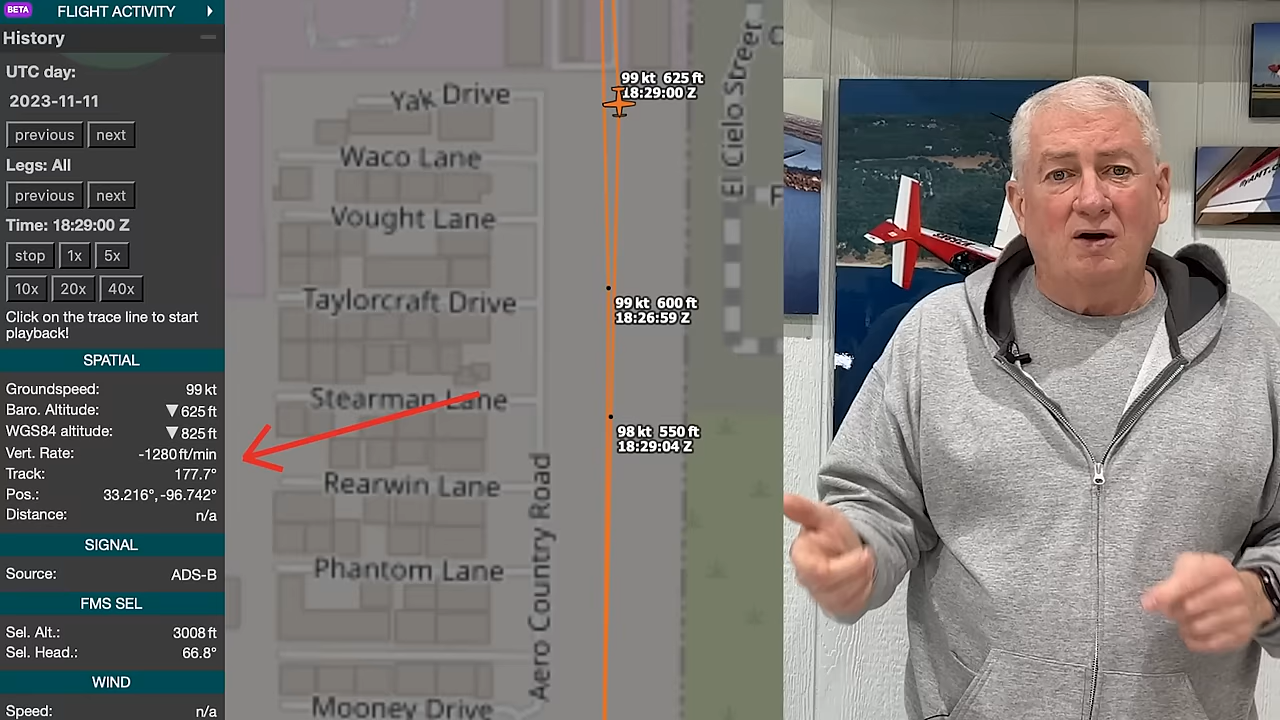 BETA
FLIGHT ACTIVITY
History
UTC day:
2023-11-11
previous next
Legs: All
previous next
Time: 18:29:00 Z
stop 1x 5x
10x 20x 40x
Click on the trace line to start
playback!
SPATIAL
Groundspeed: 99 kt
Baro. Altitude: ▼ 625 ft
WGS84 altitude: ▼ 825 ft
Vert. Rate: -1280 ft/min
Track: 177.7°
Pos.: 33.216°, -96.742°
Distance: n/a
SIGNAL
Source: ADS-B
FMS SEL
Sel. Alt.: 3008 ft
Sel. Head.: 66.8°
WIND
Speed: n/a
Yak Drive
Waco Lane
Vought Lane
Taylorcraft Drive
Stearman Lane
Rearwin Lane
Phantom Lane
Mooney Drive
Aero Country Road
99 kt 625 ft
18:29:00 Z
99 kt 600 ft
18:26:59 Z
98 kt 550 ft
18:29:04 Z
El Cielo Street